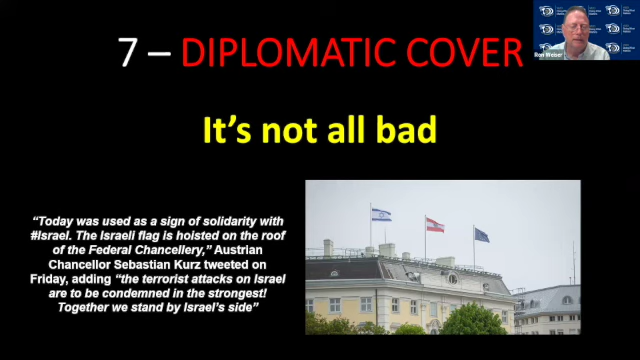 7 – DIPLOMATIC COVER
It's not all bad
“Today was used as a sign of solidarity with
#Israel. The Israeli flag is hoisted on the roof
of the Federal Chancellery,” Austrian
Chancellor Sebastian Kurz tweeted on
Friday, adding “the terrorist attacks on Israel
are to be condemned in the strongest!
Together we stand by Israel's side”